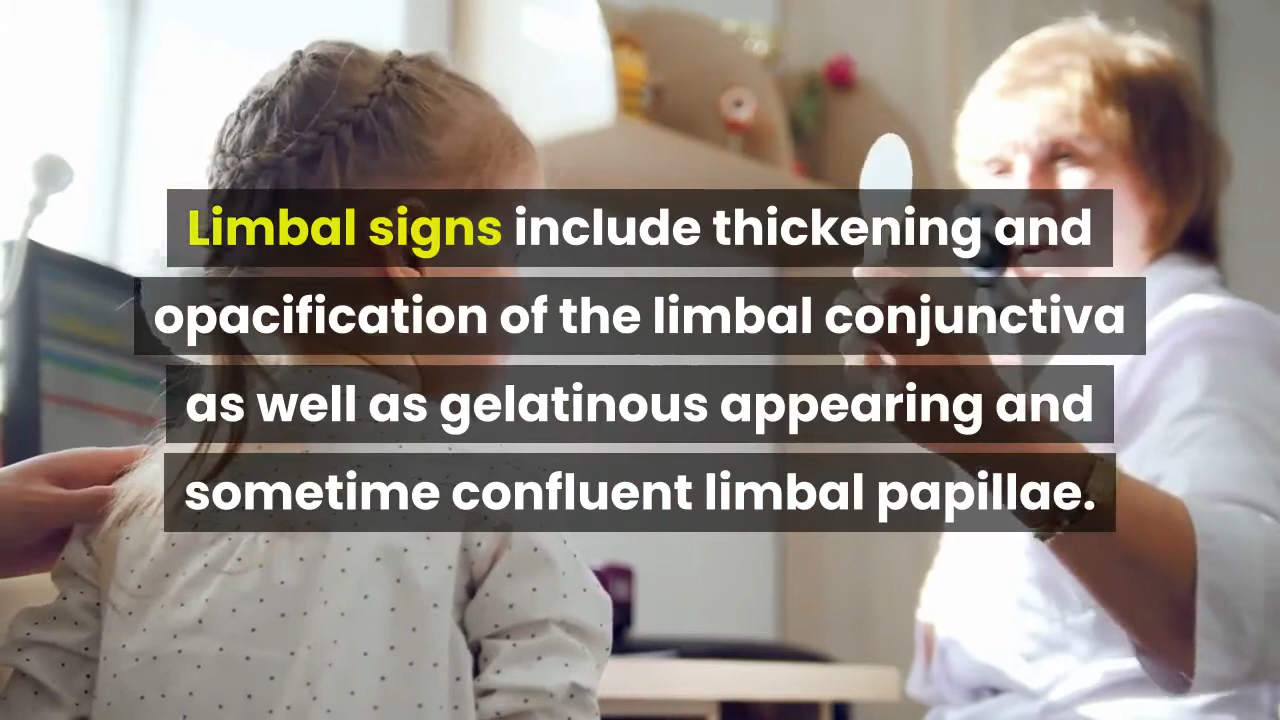 Limbal signs include thickening and
opacification of the limbal conjunctiva
as well as gelatinous appearing and
sometime confluent limbal papillae.